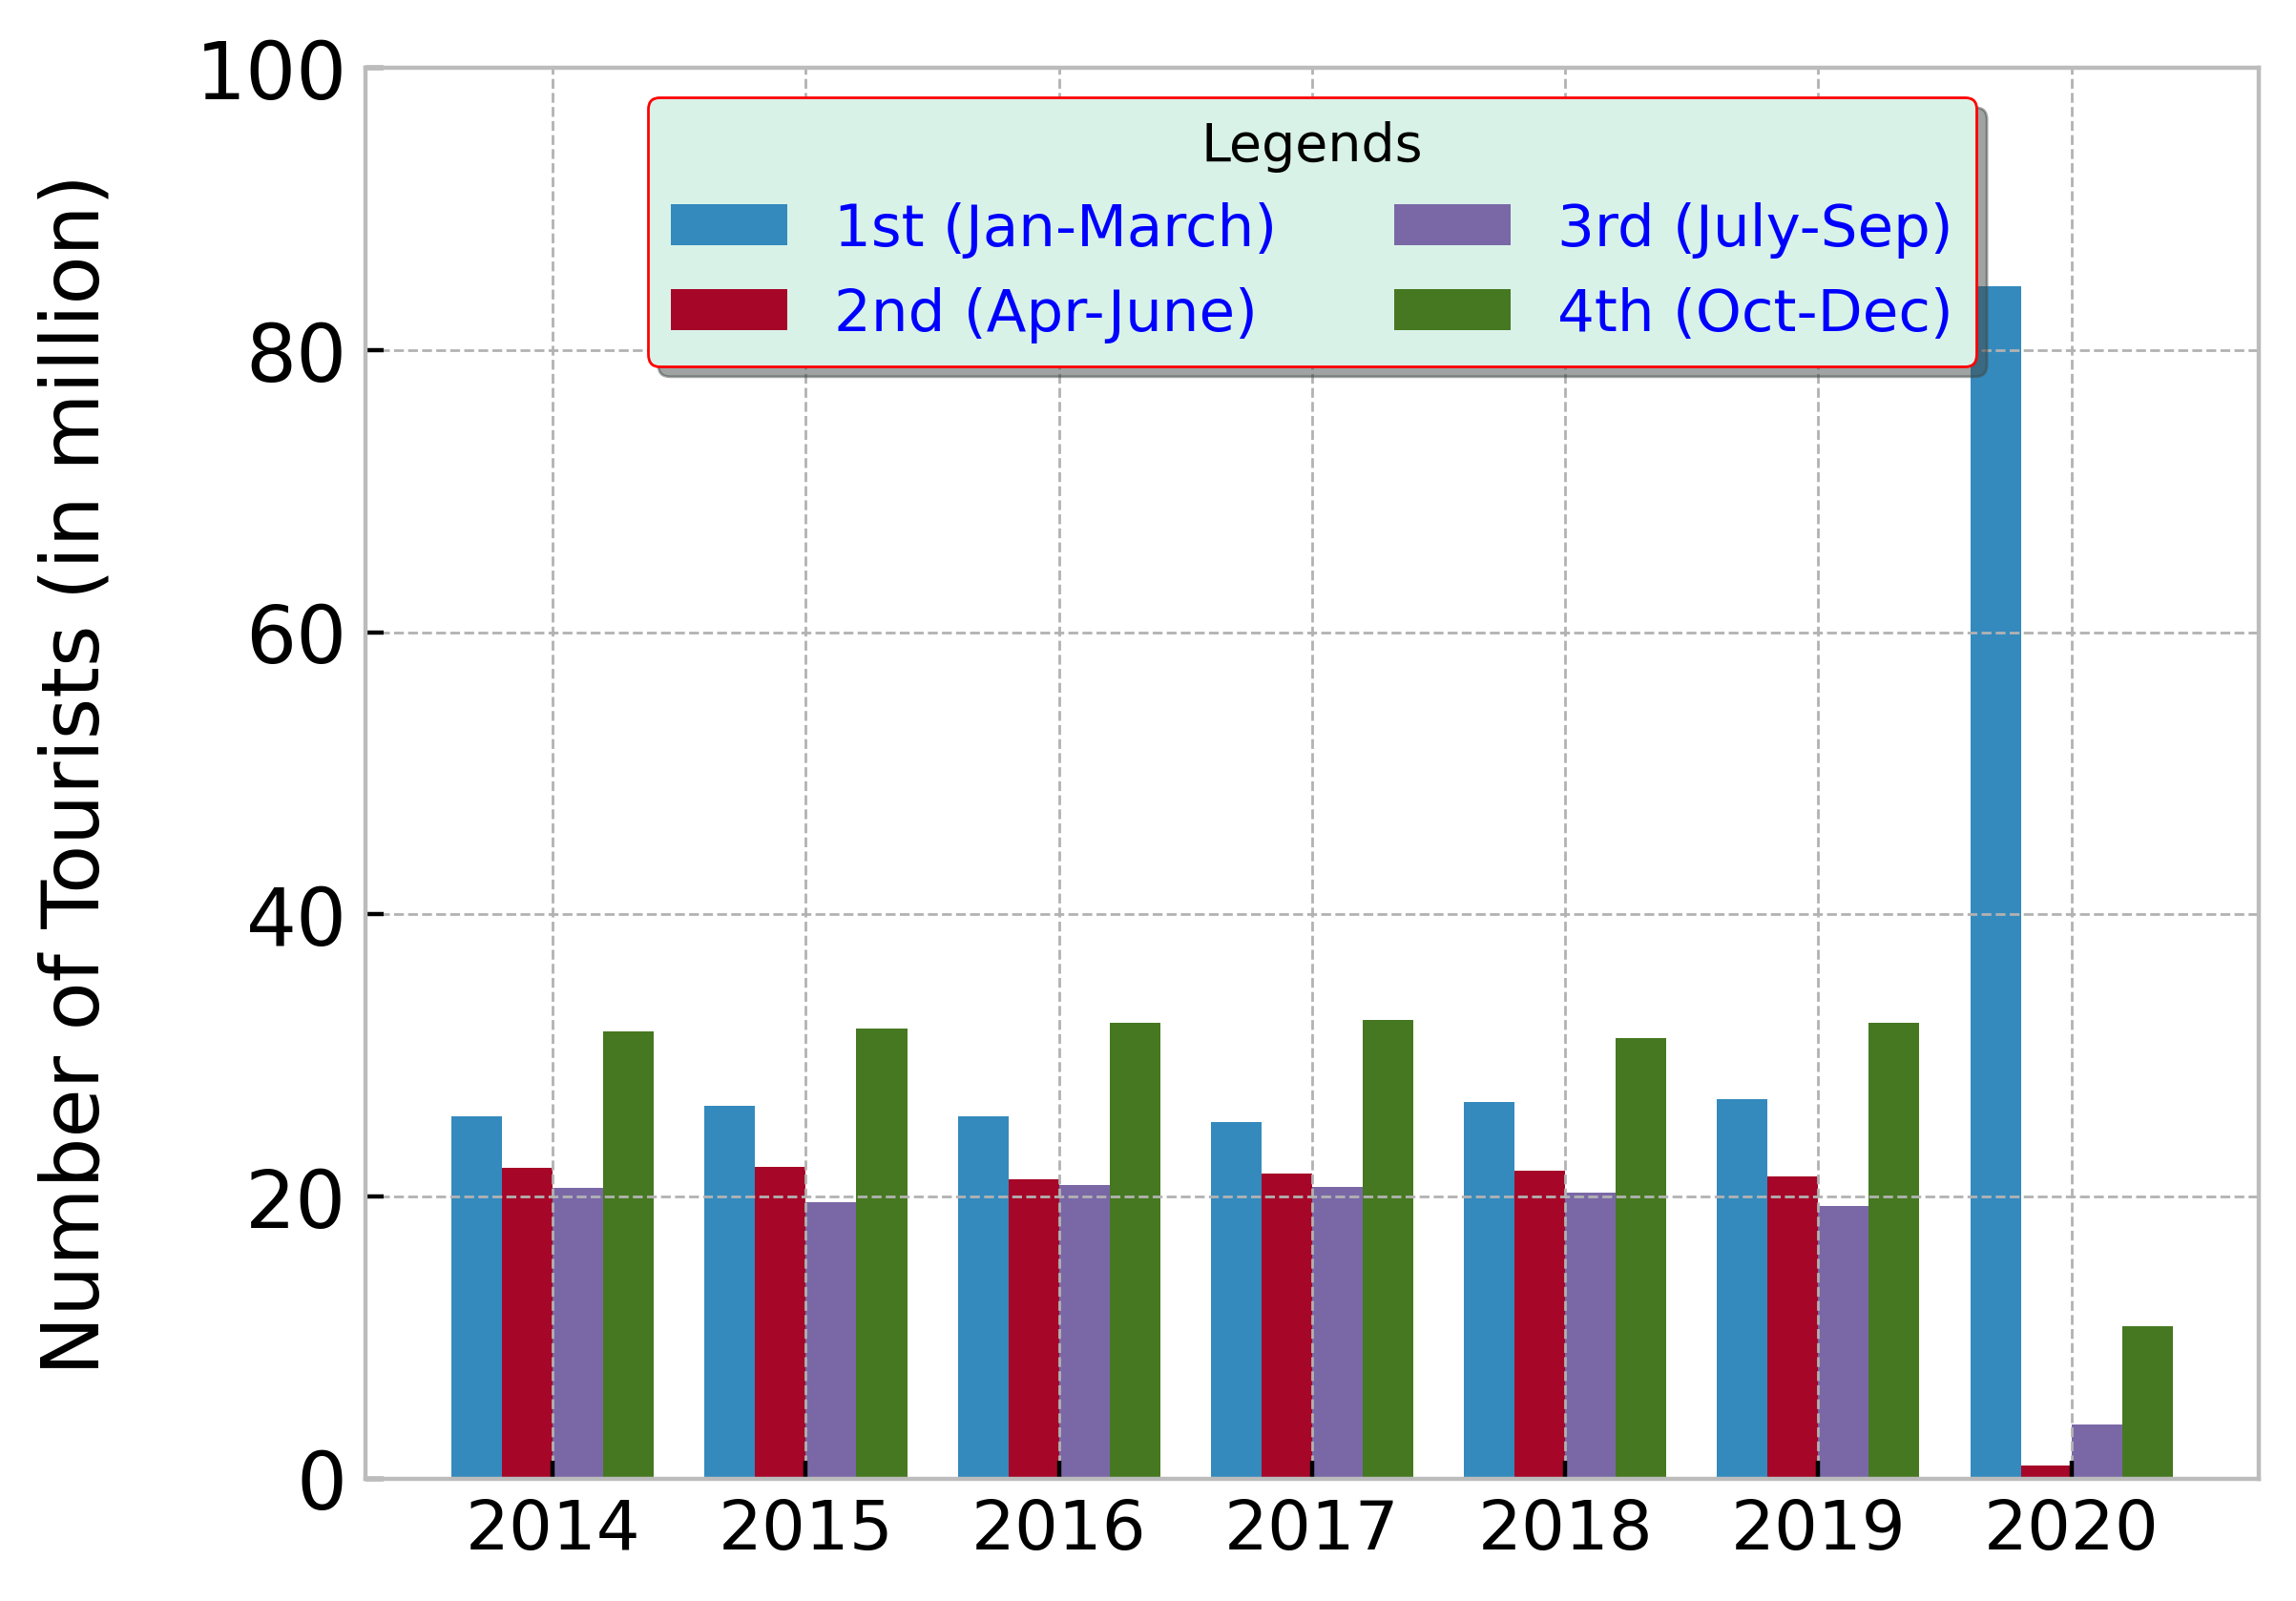 Number of Tourists (in million)
100
80
60
40
20
0
Legends
1st (Jan-March)
2nd (Apr-June)
3rd (July-Sep)
4th (Oct-Dec)
2014 2015 2016 2017 2018 2019 2020